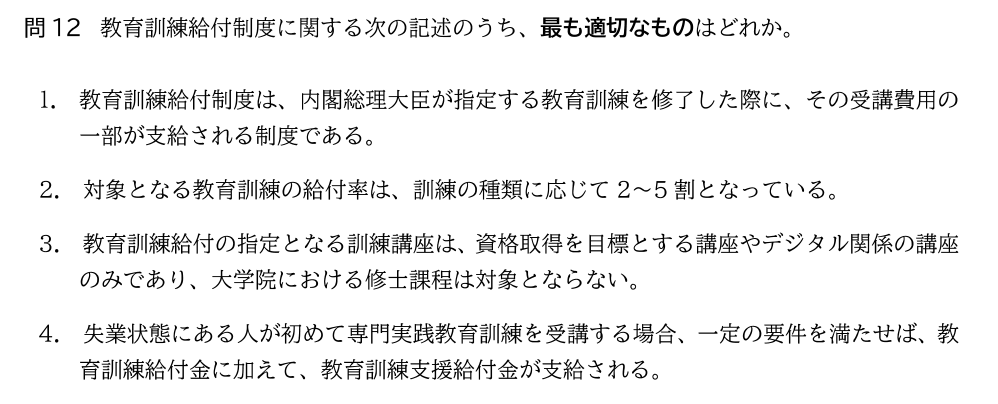 問12 教育訓練給付制度に関する次の記述のうち、最も適切なものはどれか。
1. 教育訓練給付制度は、内閣総理大臣が指定する教育訓練を修了した際に、その受講費用の
一部が支給される制度である。
2. 対象となる教育訓練の給付率は、訓練の種類に応じて2～5割となっている。
3. 教育訓練給付の指定となる訓練講座は、資格取得を目標とする講座やデジタル関係の講座
のみであり、大学院における修士課程は対象とならない。
4. 失業状態にある人が初めて専門実践教育訓練を受講する場合、一定の要件を満たせば、教
育訓練給付金に加えて、教育訓練支援給付金が支給される。